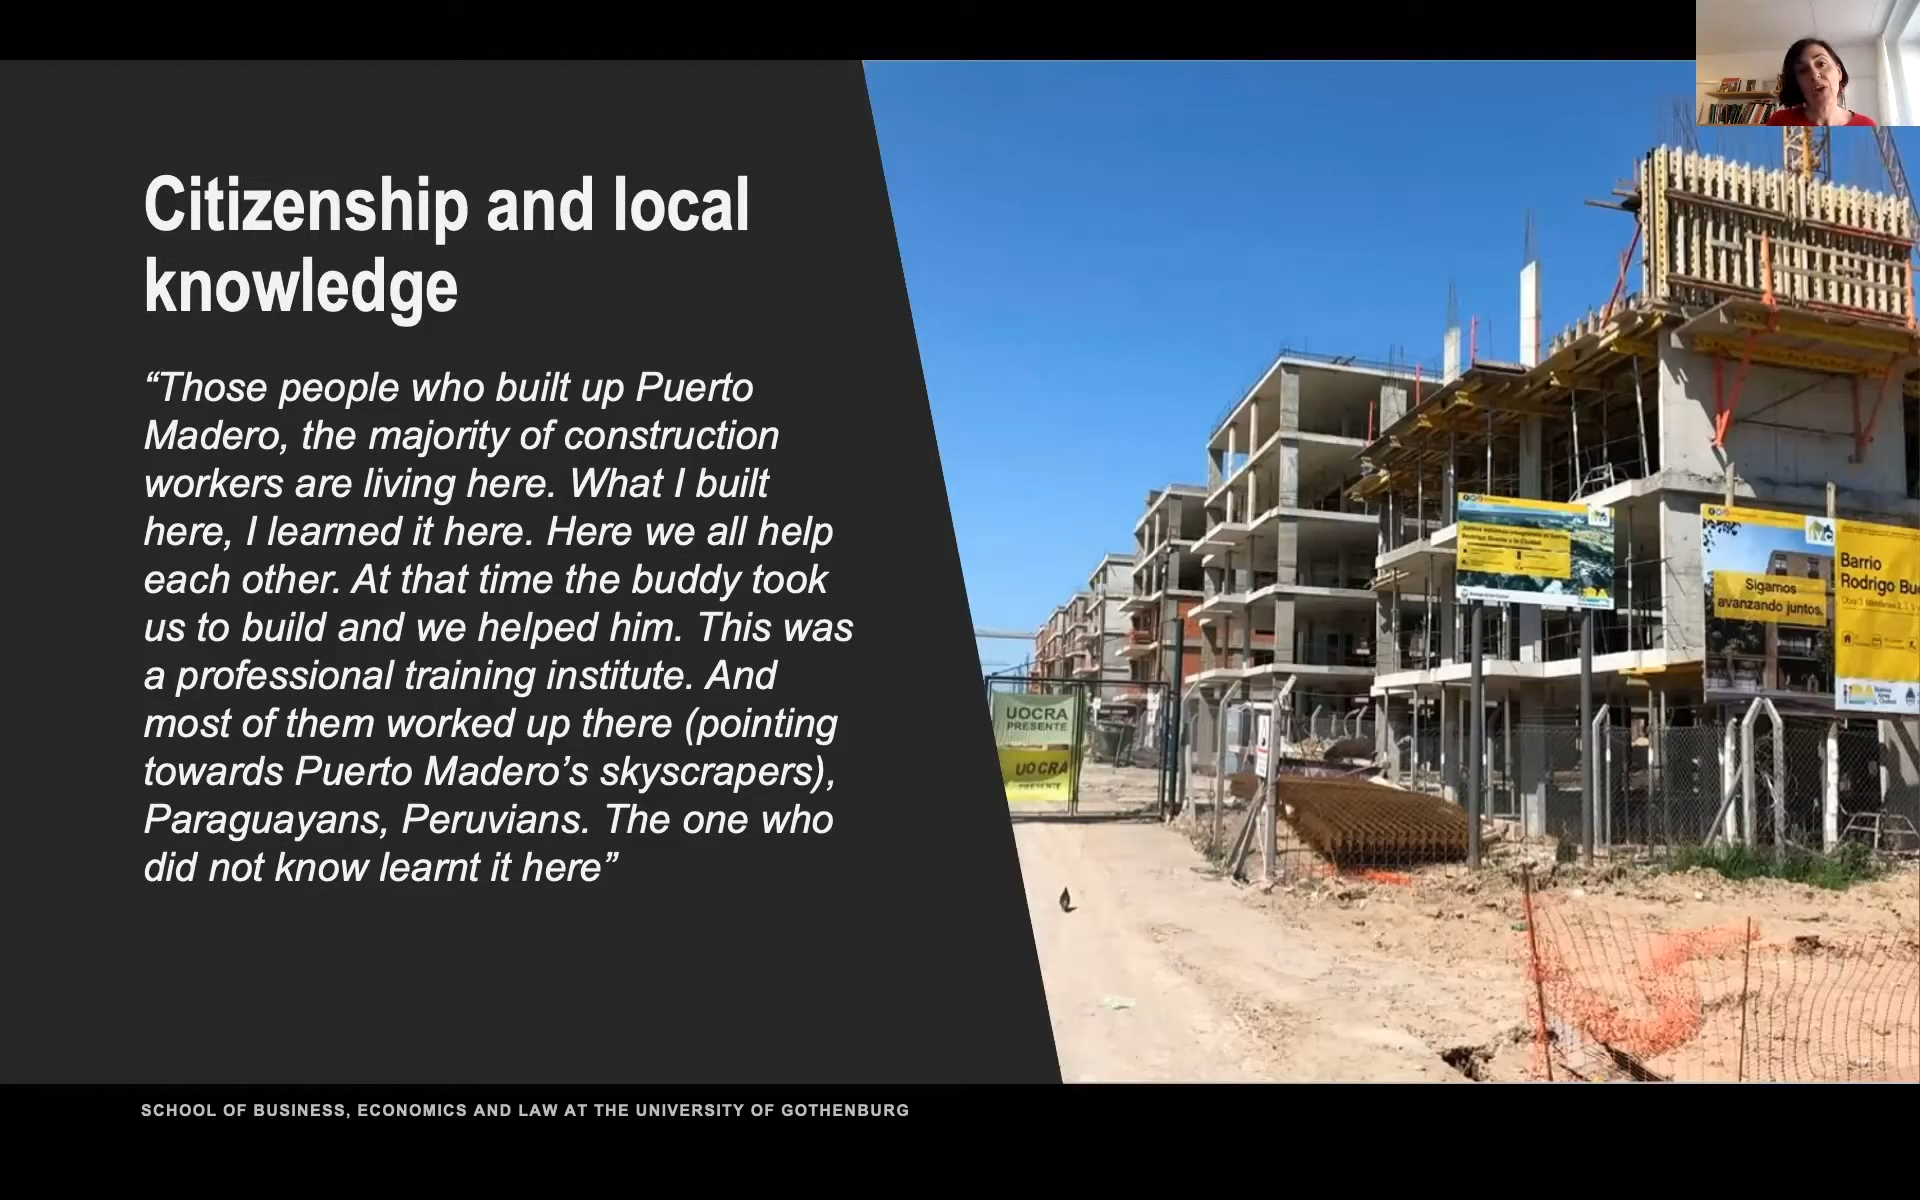 Citizenship and local
knowledge
“Those people who built up Puerto
Madero, the majority of construction
workers are living here. What I built
here, I learned it here. Here we all help
each other. At that time the buddy took
us to build and we helped him. This was
a professional training institute. And
most of them worked up there (pointing
towards Puerto Madero’s skyscrapers),
Paraguayans, Peruvians. The one who
did not know learnt it here”
UOCRA
PRESENTE
UOCRA
PRESENTE
Sigamos
avanzando juntos.
Barrio
Rodrigo Bue
SCHOOL OF BUSINESS, ECONOMICS AND LAW AT THE UNIVERSITY OF GOTHENBURG